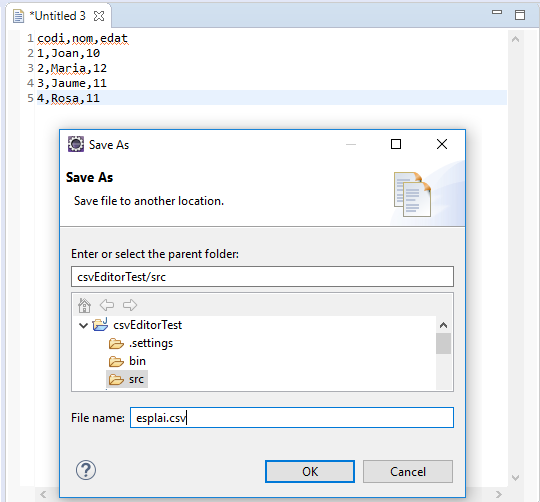 *Untitled 3
1 codi,nom,edat
2 1,Joan,10
3 2,Maria,12
4 3,Jaume,11
5 4,Rosa,11
Save As
Save As
Save file to another location.
Enter or select the parent folder:
csvEditorTest/src
csvEditorTest
.settings
bin
src
File name: esplai.csv
? OK Cancel